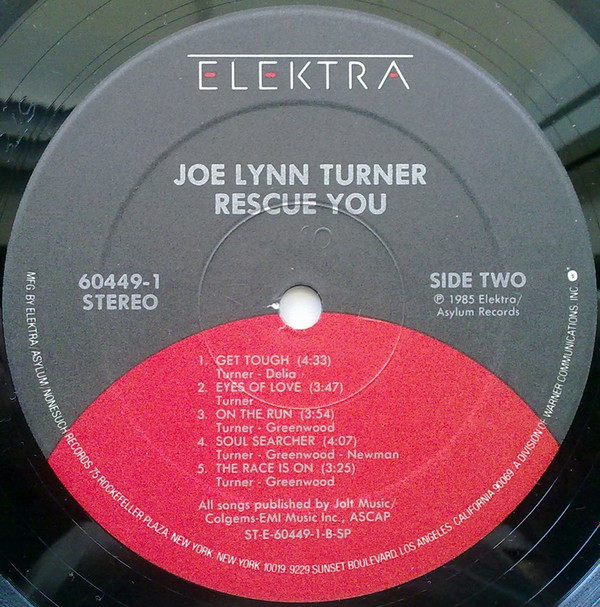 ELEKTRA
JOE LYNN TURNER
RESCUE YOU
60449-1
STEREO
SIDE TWO
℗ 1985 Elektra/
Asylum Records
1. GET TOUGH (4:33)
Turner - Delia
2. EYES OF LOVE (3:47)
Turner
3. ON THE RUN (3:54)
Turner - Greenwood
4. SOUL SEARCHER (4:07)
Turner - Greenwood - Newman
5. THE RACE IS ON (3:25)
Turner - Greenwood
All songs published by Jolt Music/
Colgems-EMI Music Inc., ASCAP
ST-E-60449-1-B-SP
MFG BY ELEKTRA/ASYLUM/NONESUCH RECORDS 75 ROCKEFELLER PLAZA, NEW YORK, NEW YORK 10019. 9229 SUNSET BOULEVARD, LOS ANGELES, CALIFORNIA 90069. A DIVISION OF WARNER COMMUNICATIONS, INC.